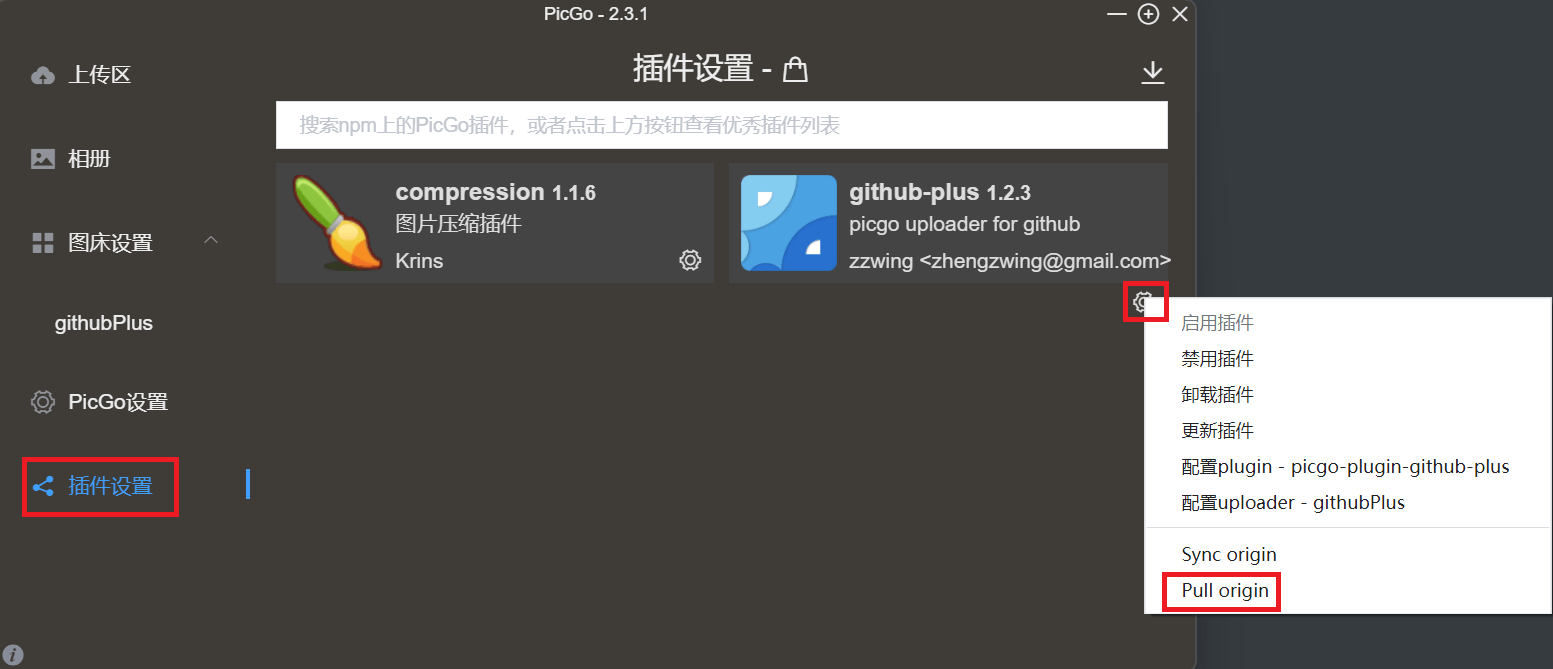 PicGo - 2.3.1
上传区
相册
图床设置
githubPlus
PicGo设置
插件设置
插件设置 -
搜索npm上的PicGo插件，或者点击上方按钮查看优秀插件列表
compression 1.1.6
图片压缩插件
Krins
github-plus 1.2.3
picgo uploader for github
zzwing <zhengzwing@gmail.com>
启用插件
禁用插件
卸载插件
更新插件
配置plugin - picgo-plugin-github-plus
配置uploader - githubPlus
Sync origin
Pull origin